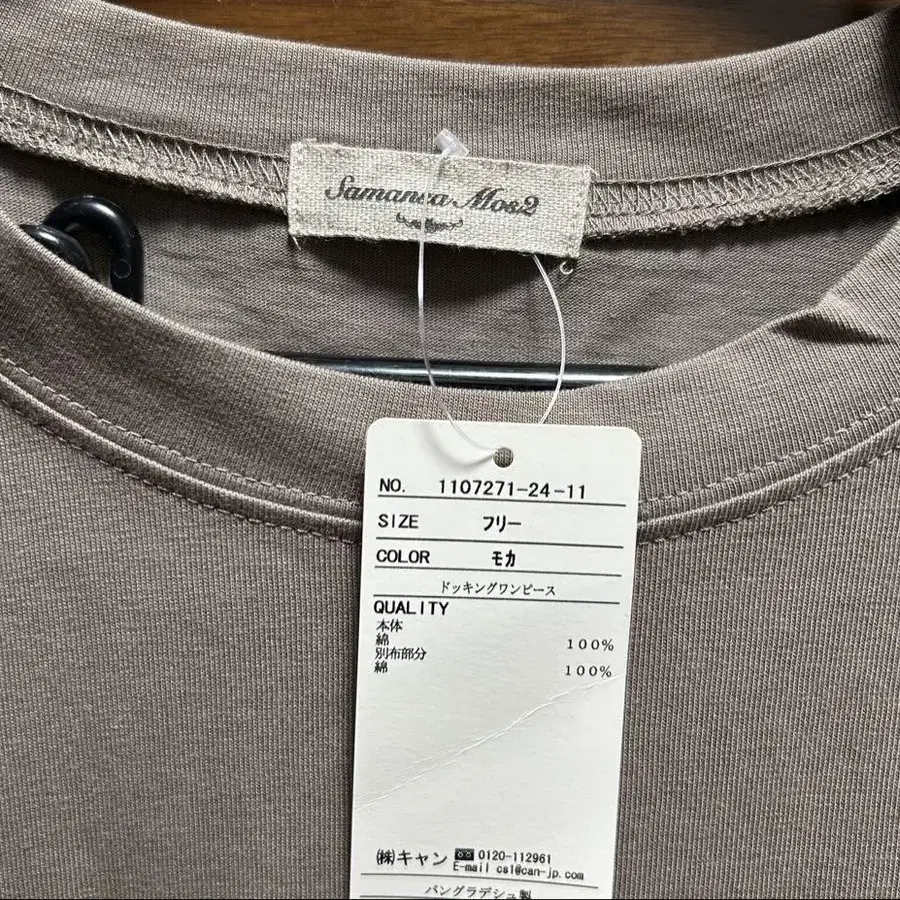 Samansa Mos2
NO. 1107271-24-11
SIZE フリー
COLOR モカ
ドッキングワンピース
QUALITY
本体
綿 100%
別布部分
綿 100%
㈱キャン 0120-112961
E-mail cs1@can-jp.com
バングラデシュ製